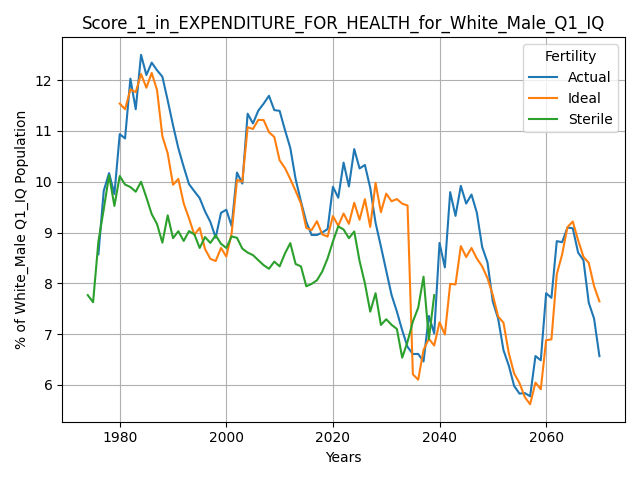 Score_1_in_EXPENDITURE_FOR_HEALTH_for_White_Male_Q1_IQ
% of White_Male Q1_IQ Population
12
11
10
9
8
7
6
Fertility
Actual
Ideal
Sterile
1980 2000 2020 2040 2060
Years